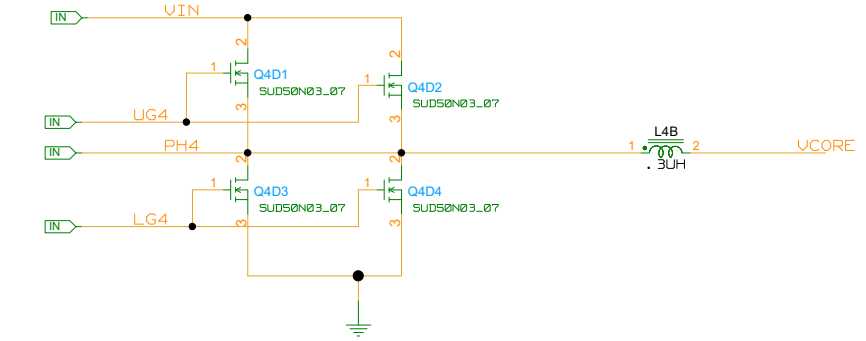 IN VIN
2 2
1 Q4D1
SUD50N03_07
1 Q4D2
SUD50N03_07
3 3
IN UG4
IN PH4
2 2
1 Q4D3
SUD50N03_07
1 Q4D4
SUD50N03_07
3 3
IN LG4
L4B
1 2 VCORE
.3UH